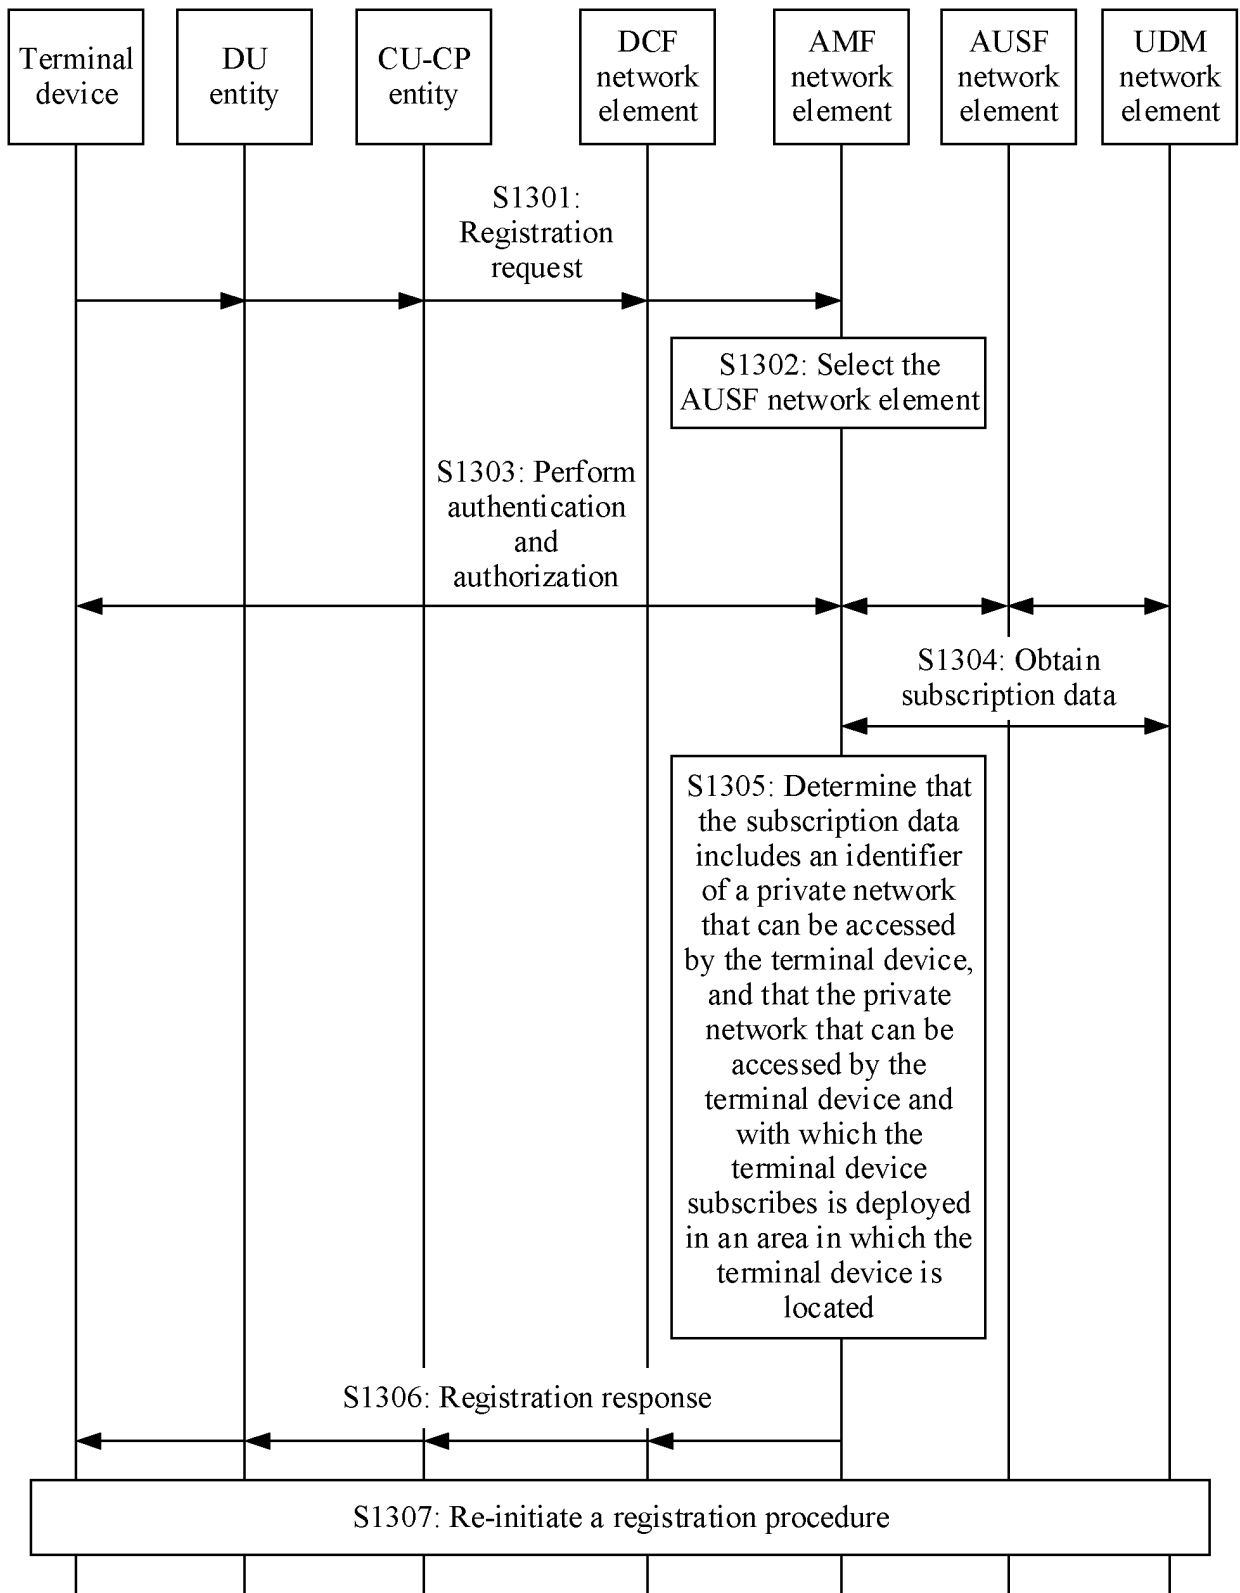 Terminal
device
DU
entity
CU-CP
entity
DCF
network
element
AMF
network
element
AUSF
network
element
UDM
network
element
S1301:
Registration
request
S1302: Select the
AUSF network element
S1303: Perform
authentication
and
authorization
S1304: Obtain
subscription data
S1305: Determine that
the subscription data
includes an identifier
of a private network
that can be accessed
by the terminal device,
and that the private
network that can be
accessed by the
terminal device and
with which the
terminal device
subscribes is deployed
in an area in which the
terminal device is
located
S1306: Registration response
S1307: Re-initiate a registration procedure